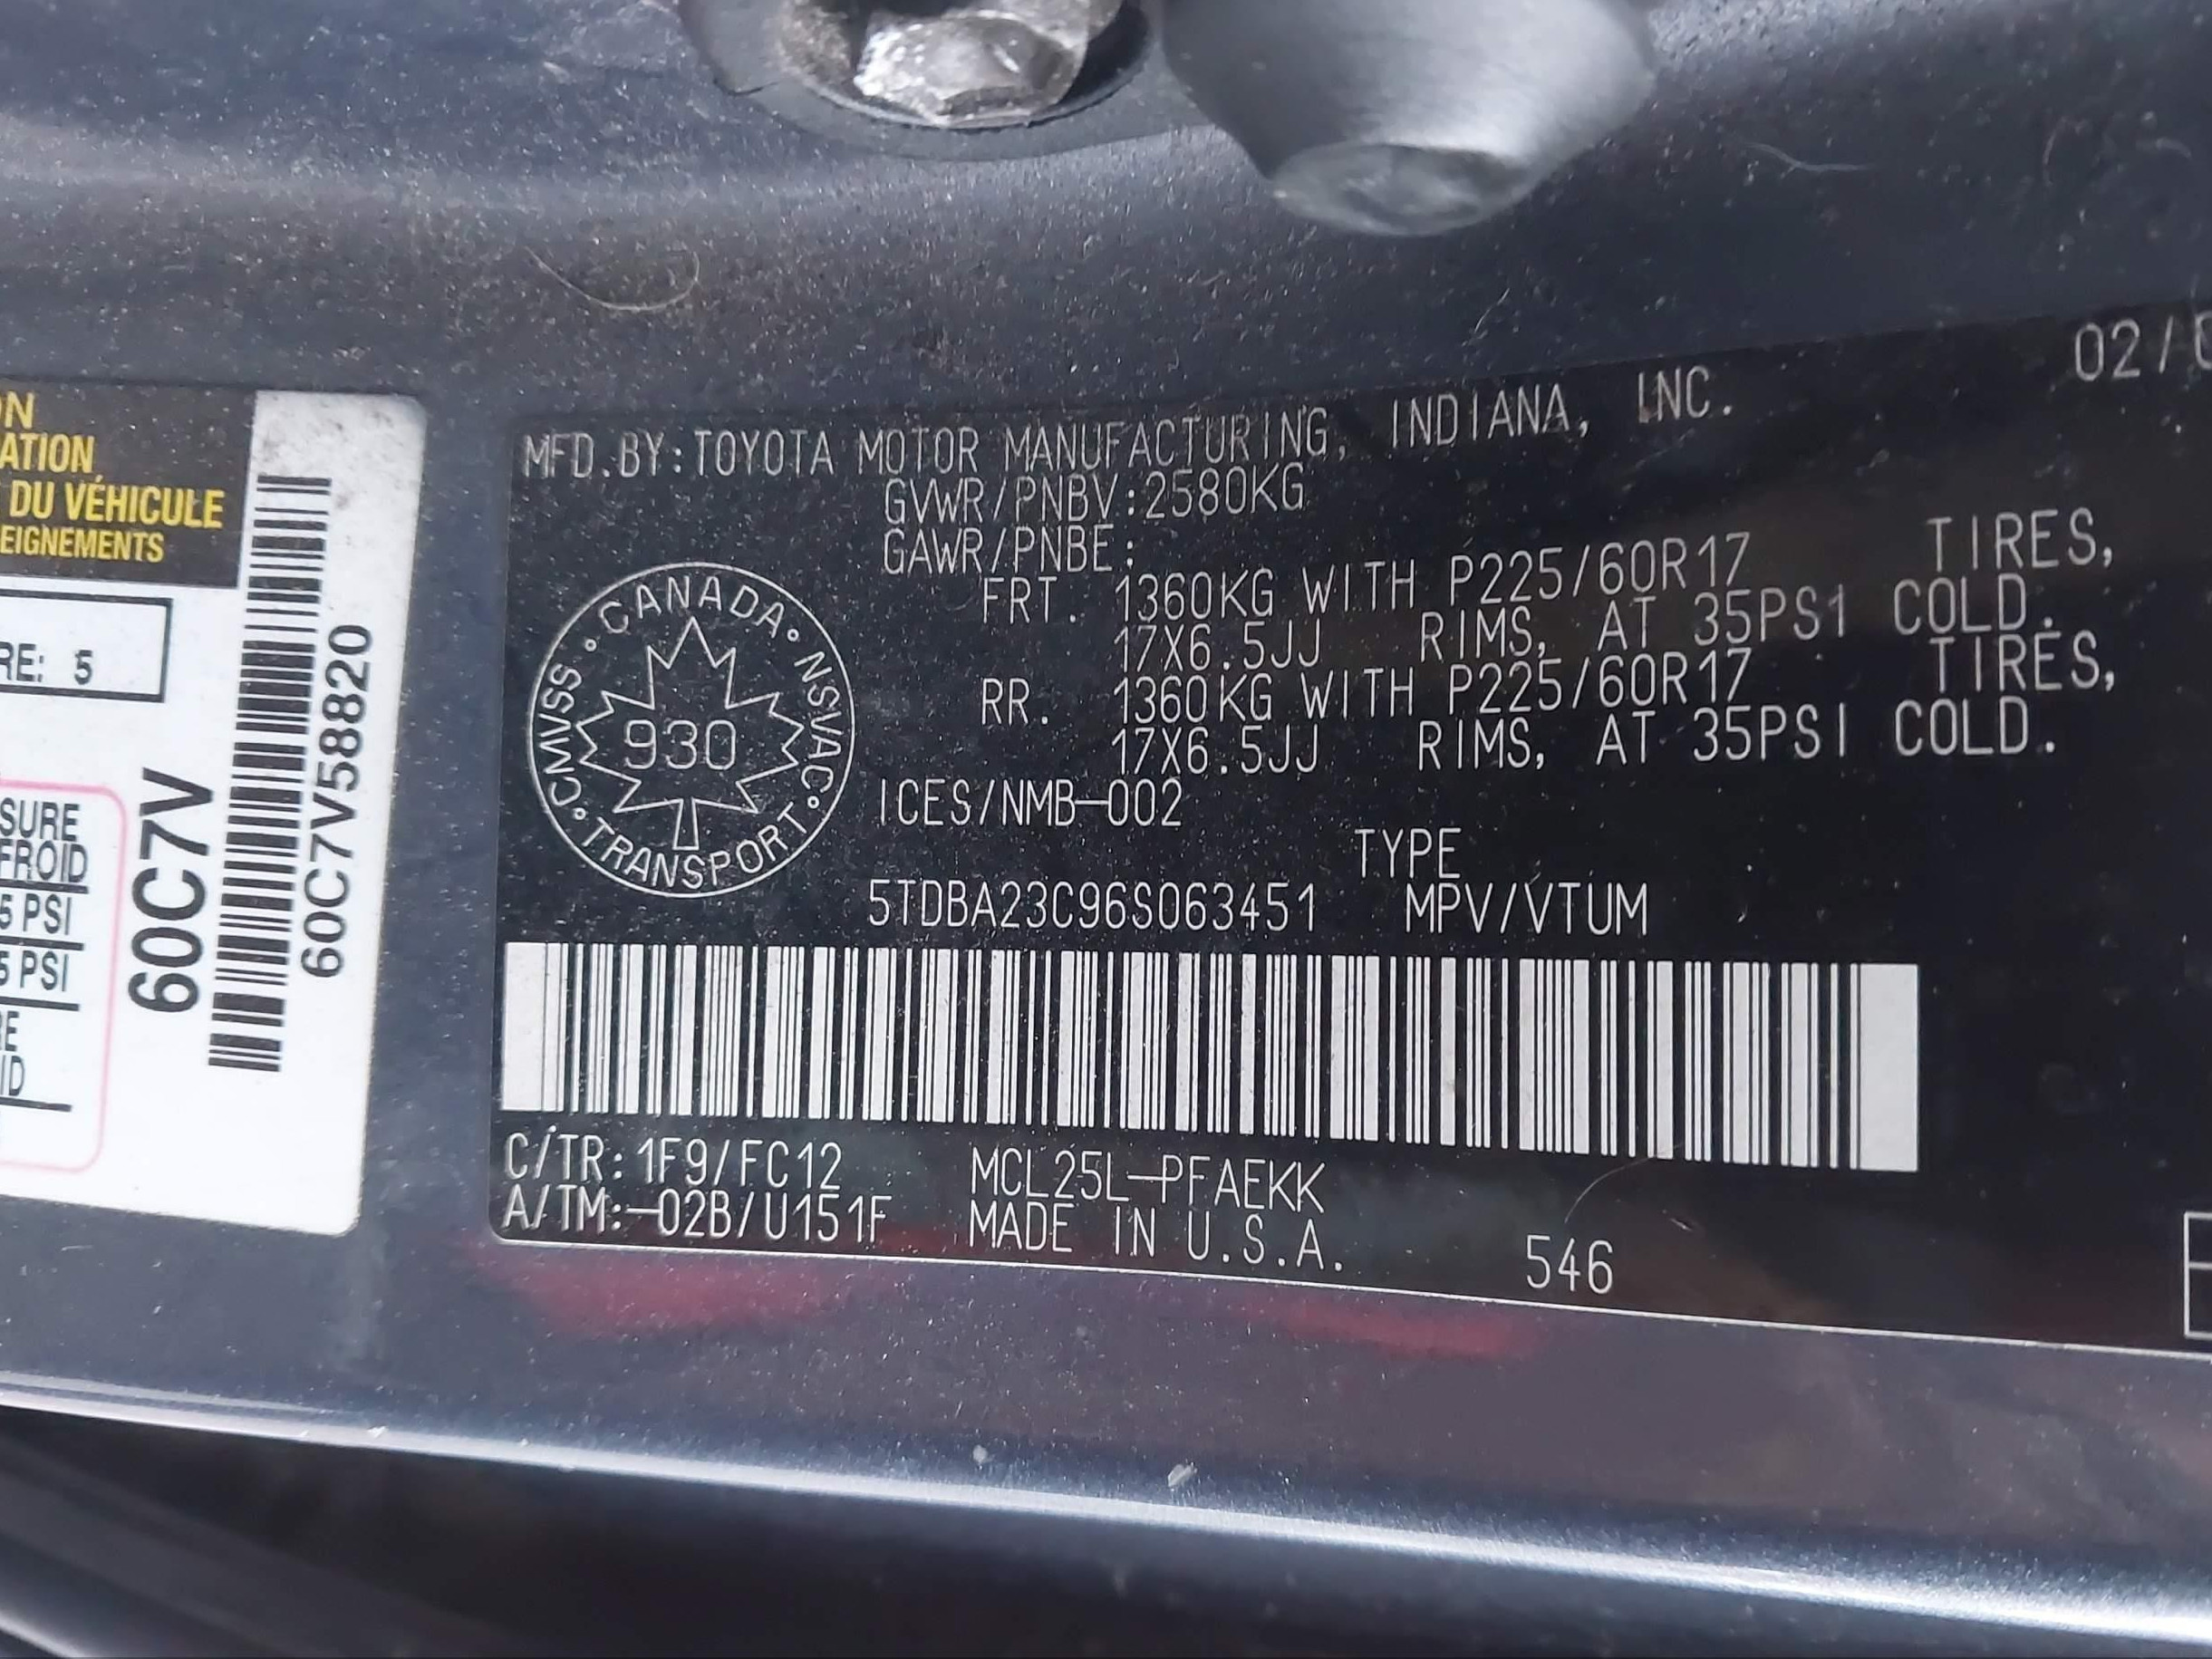 ON
ATION
DU VÉHICULE
EIGNEMENTS
RE: 5
SURE
FROID
5 PSI
5 PSI
RE
ID
60C7V
60C7V58820
02/0
MFD.BY:TOYOTA MOTOR MANUFACTURING, INDIANA, INC.
GVWR/PNBV:2580KG
GAWR/PNBE:
FRT. 1360KG WITH P225/60R17 TIRES,
17X6.5JJ RIMS, AT 35PSI COLD.
RR. 1360KG WITH P225/60R17 TIRES,
17X6.5JJ RIMS, AT 35PSI COLD.
CANADA • NSVAC • TRANSPORT • CMVSS •
930
ICES/NMB-002
TYPE
5TDBA23C96S063451 MPV/VTUM
C/TR:1F9/FC12 MCL25L-PFAEKK
A/TM:-02B/U151F MADE IN U.S.A.
546